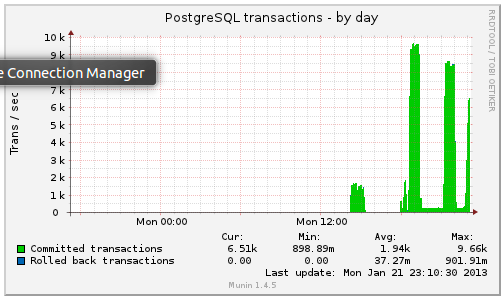 PostgreSQL transactions - by day
RRDTOOL / TOBI OETIKER
Trans / sec
10 k
9 k
e Connection Manager
7 k
6 k
5 k
4 k
3 k
2 k
1 k
0
Mon 00:00 Mon 12:00
Cur: Min: Avg: Max:
Committed transactions 6.51k 898.89m 1.94k 9.66k
Rolled back transactions 0.00 0.00 37.27m 901.91m
Last update: Mon Jan 21 23:10:30 2013
Munin 1.4.5